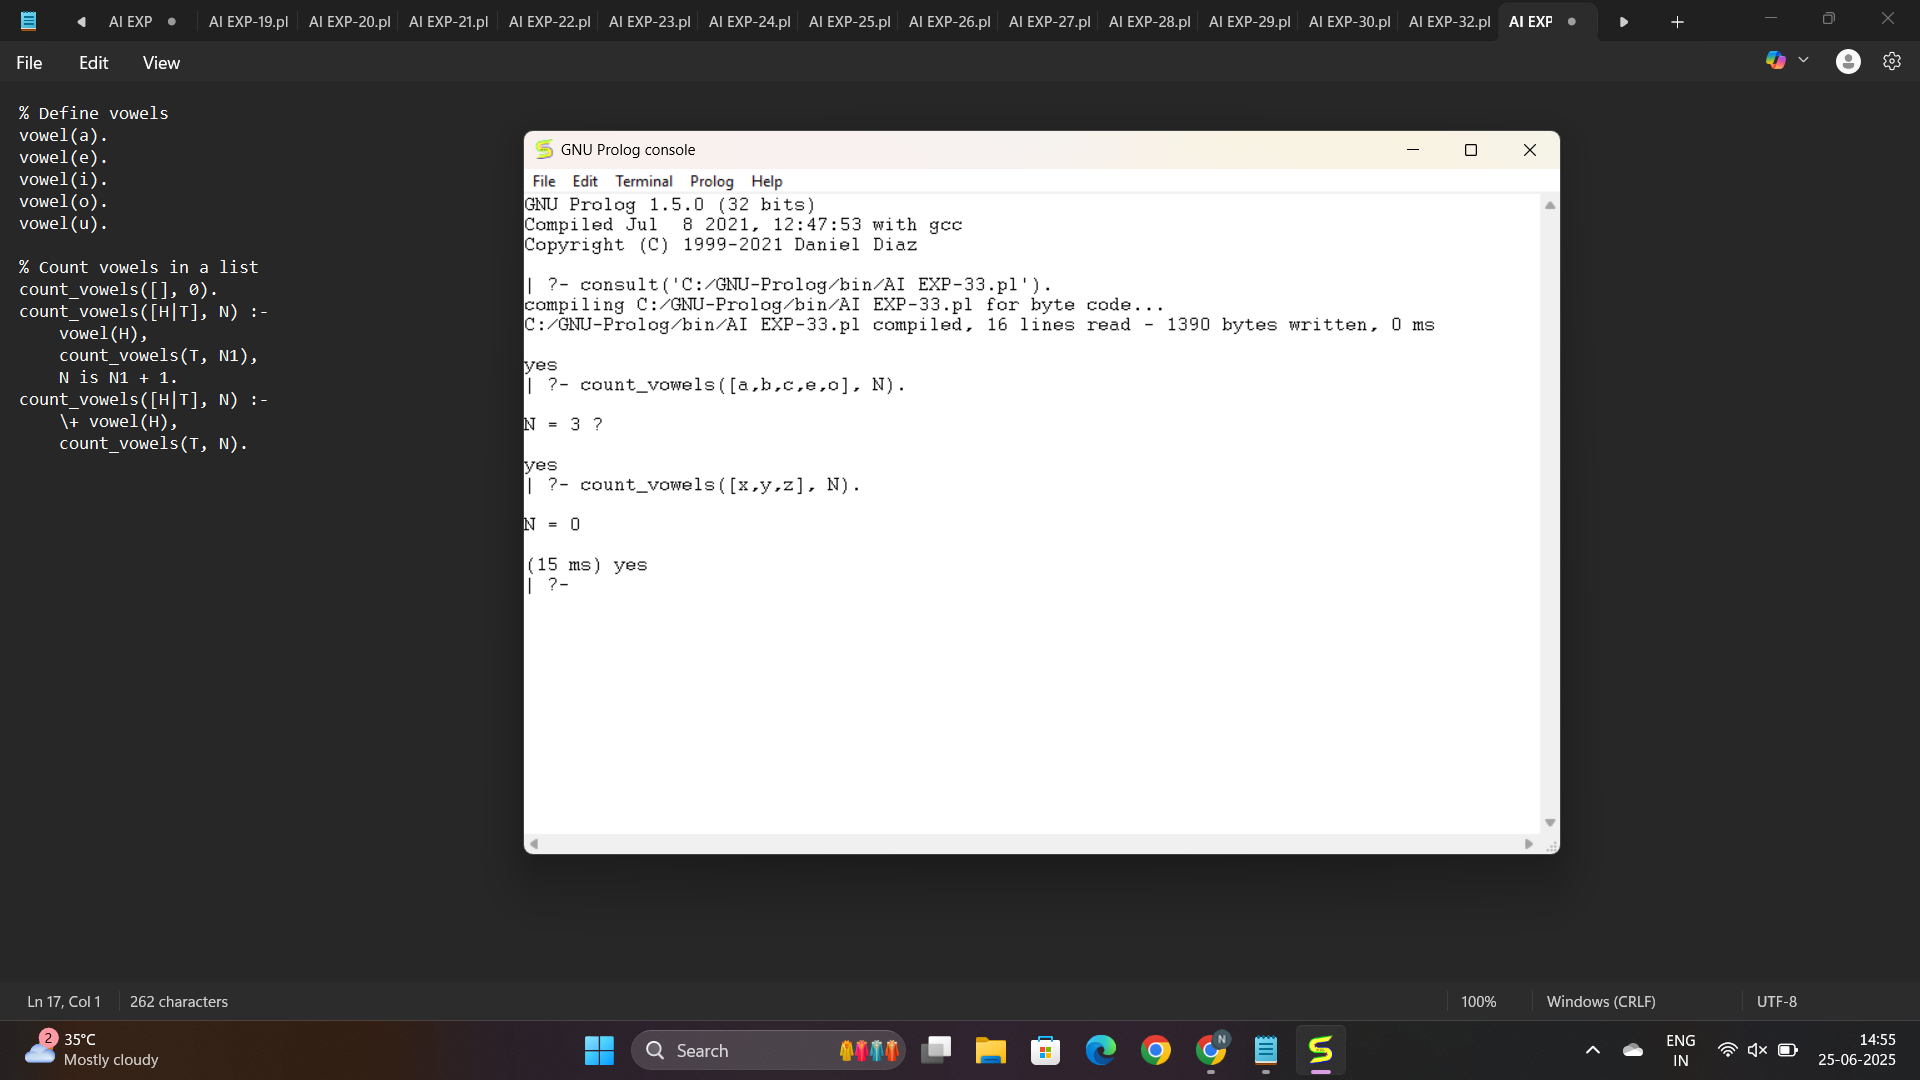 AI EXP
AI EXP-19.pl
AI EXP-20.pl
AI EXP-21.pl
AI EXP-22.pl
AI EXP-23.pl
AI EXP-24.pl
AI EXP-25.pl
AI EXP-26.pl
AI EXP-27.pl
AI EXP-28.pl
AI EXP-29.pl
AI EXP-30.pl
AI EXP-32.pl
AI EXP
File Edit View
% Define vowels
vowel(a).
vowel(e).
vowel(i).
vowel(o).
vowel(u).
% Count vowels in a list
count_vowels([], 0).
count_vowels([H|T], N) :-
    vowel(H),
    count_vowels(T, N1),
    N is N1 + 1.
count_vowels([H|T], N) :-
    \+ vowel(H),
    count_vowels(T, N).
GNU Prolog console
File Edit Terminal Prolog Help
GNU Prolog 1.5.0 (32 bits)
Compiled Jul  8 2021, 12:47:53 with gcc
Copyright (C) 1999-2021 Daniel Diaz
| ?- consult('C:/GNU-Prolog/bin/AI EXP-33.pl').
compiling C:/GNU-Prolog/bin/AI EXP-33.pl for byte code...
C:/GNU-Prolog/bin/AI EXP-33.pl compiled, 16 lines read - 1390 bytes written, 0 ms
yes
| ?- count_vowels([a,b,c,e,o], N).
N = 3 ?
yes
| ?- count_vowels([x,y,z], N).
N = 0
(15 ms) yes
| ?-
Ln 17, Col 1
262 characters
100%
Windows (CRLF)
UTF-8
2
35°C
Mostly cloudy
Search
N
ENG
IN
14:55
25-06-2025